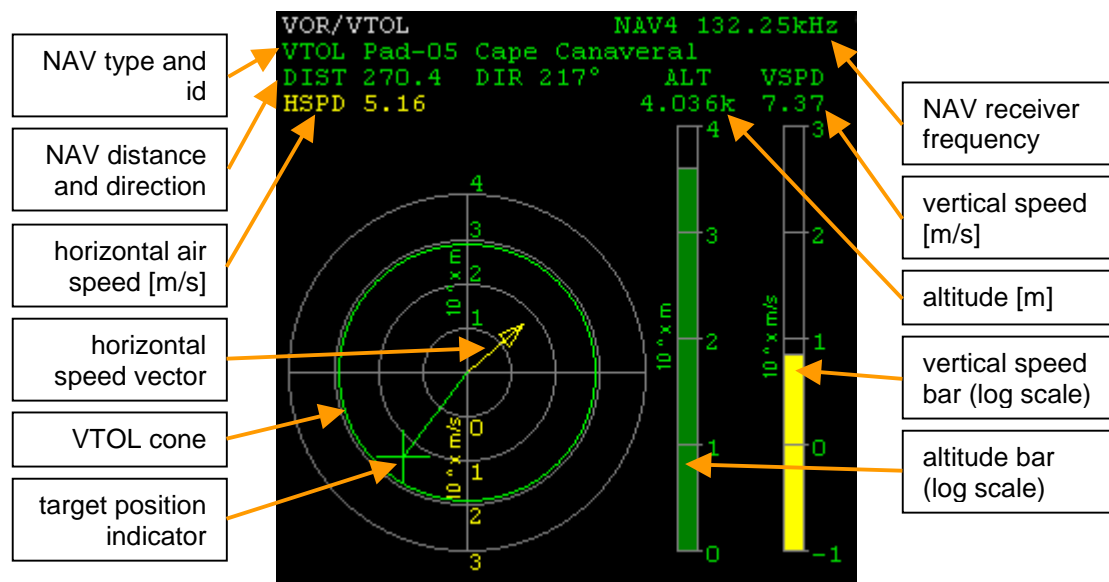 VOR/VTOL NAV4 132.25kHz
VTOL Pad-05 Cape Canaveral
DIST 270.4 DIR 217° ALT VSPD
HSPD 5.16 4.036k 7.37
4
3
2
1
10^x m
0
1
2
3
10^x m/s
4
3
2
1
0
10^x m
3
2
1
0
-1
10^x m/s
NAV type and
id
NAV distance
and direction
horizontal air
speed [m/s]
horizontal
speed vector
VTOL cone
target position
indicator
NAV receiver
frequency
vertical speed
[m/s]
altitude [m]
vertical speed
bar (log scale)
altitude bar
(log scale)